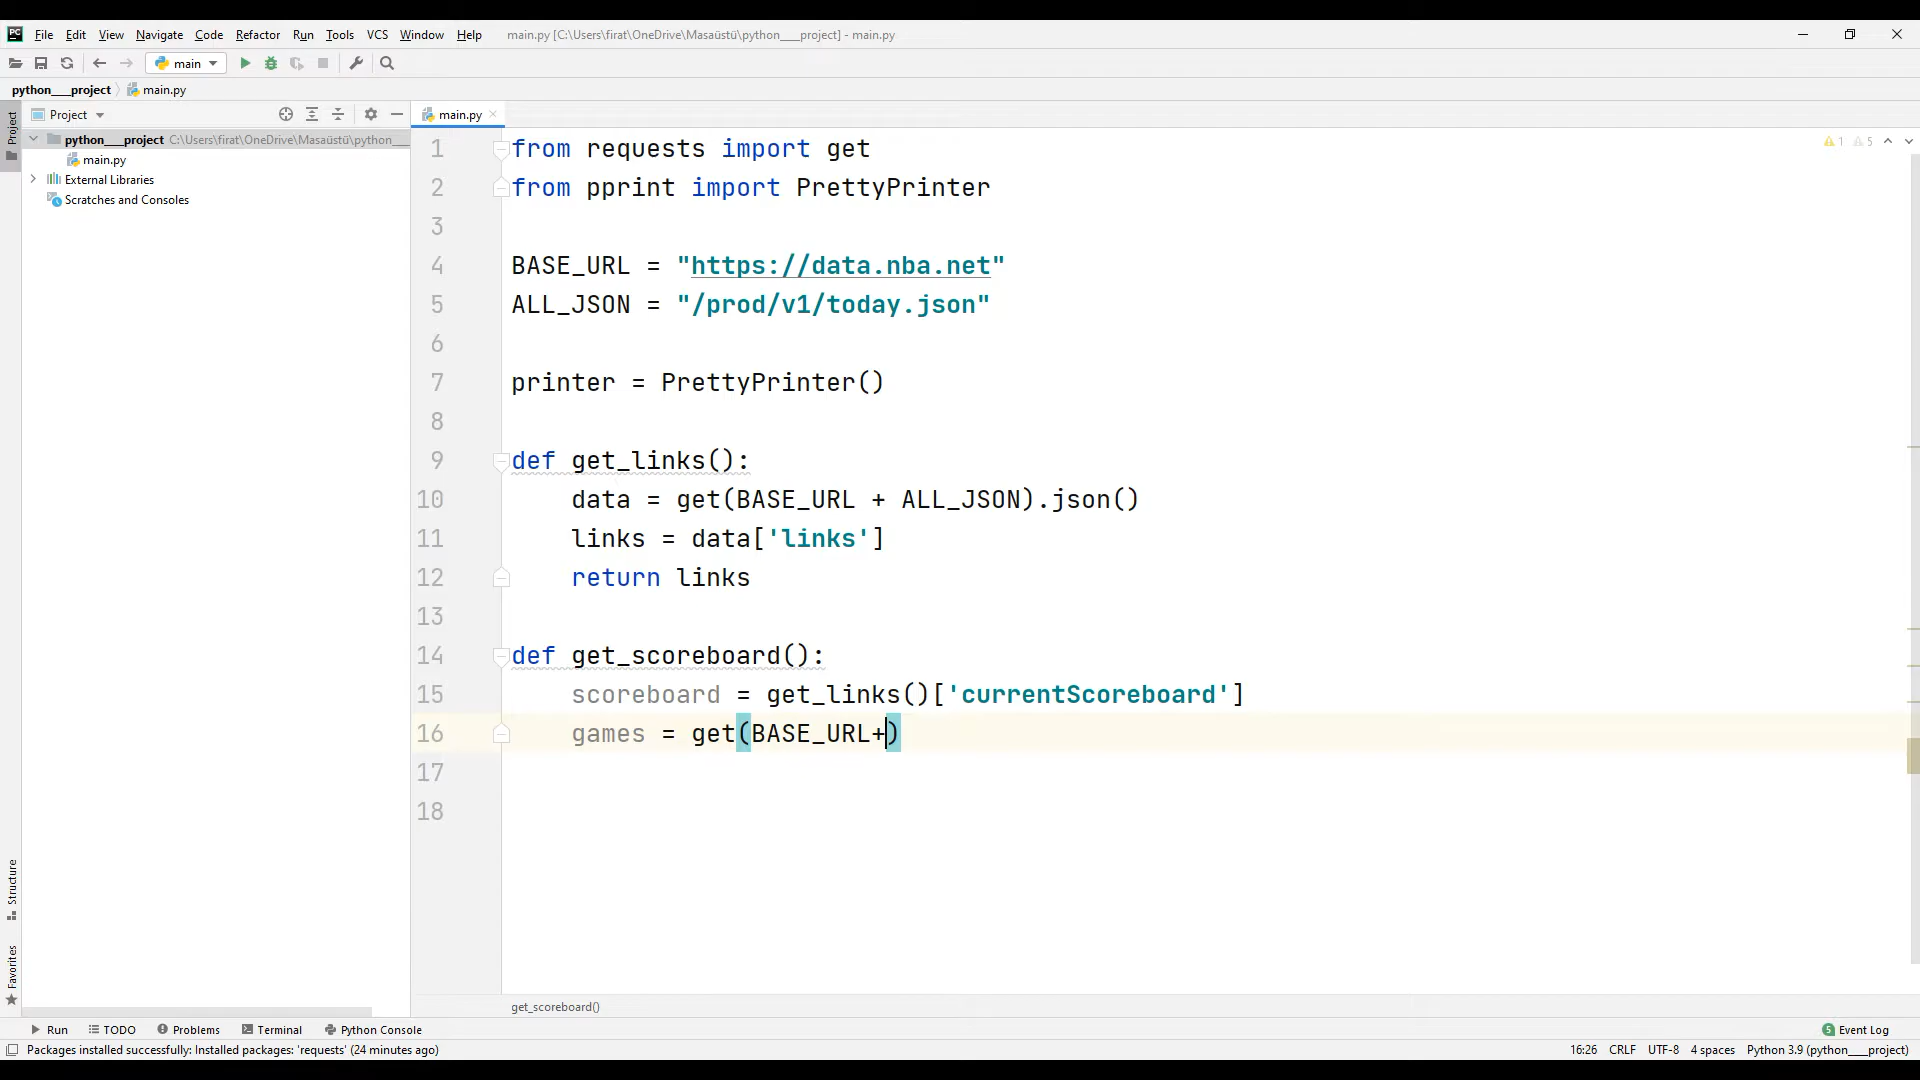 File Edit View Navigate Code Refactor Run Tools VCS Window Help main.py [C:\Users\firat\OneDrive\Masaüstü\python___project] - main.py
main
python___project main.py
Project
Project
main.py
python___project C:\Users\firat\OneDrive\Masaüstü\python___
main.py
External Libraries
Scratches and Consoles
1 5
1 from requests import get
2 from pprint import PrettyPrinter
3
4 BASE_URL = "https://data.nba.net"
5 ALL_JSON = "/prod/v1/today.json"
6
7 printer = PrettyPrinter()
8
9 def get_links():
10 data = get(BASE_URL + ALL_JSON).json()
11 links = data['links']
12 return links
13
14 def get_scoreboard():
15 scoreboard = get_links()['currentScoreboard']
16 games = get(BASE_URL+)
17
18
Structure
Favorites
get_scoreboard()
Run TODO Problems Terminal Python Console 5 Event Log
Packages installed successfully: Installed packages: 'requests' (24 minutes ago) 16:26 CRLF UTF-8 4 spaces Python 3.9 (python___project)